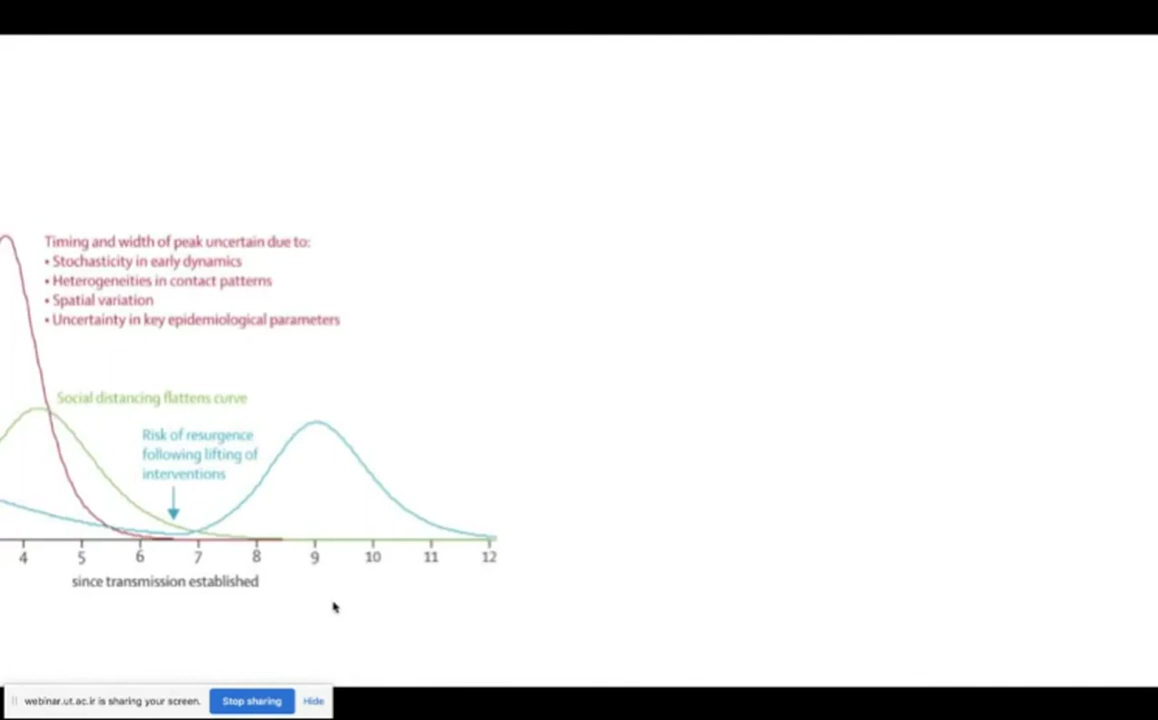 Timing and width of peak uncertain due to:
• Stochasticity in early dynamics
• Heterogeneities in contact patterns
• Spatial variation
• Uncertainty in key epidemiological parameters
Social distancing flattens curve
Risk of resurgence
following lifting of
interventions
4 5 6 7 8 9 10 11 12
since transmission established
webinar.ut.ac.ir is sharing your screen. Stop sharing Hide